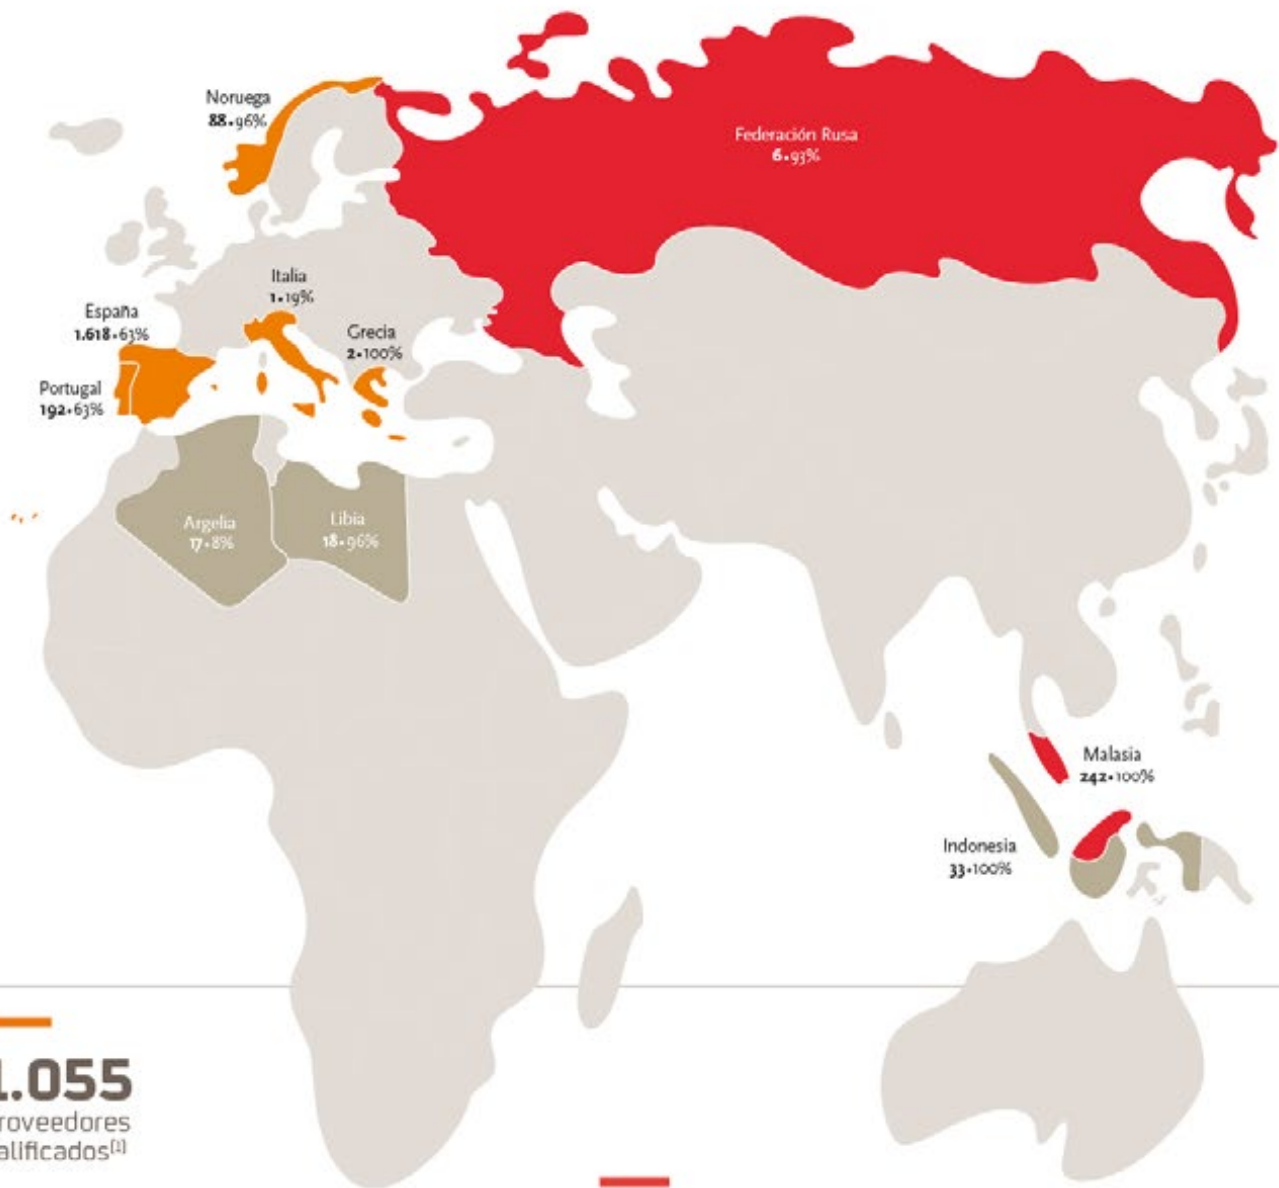 Noruega
88•96%
Federación Rusa
6•93%
Italia
1•19%
España
1.618•63%
Grecia
2•100%
Portugal
192•63%
Argelia
17•8%
Libia
18•96%
Malasia
242•100%
Indonesia
33•100%
1.055
roveedores
alificados[1]